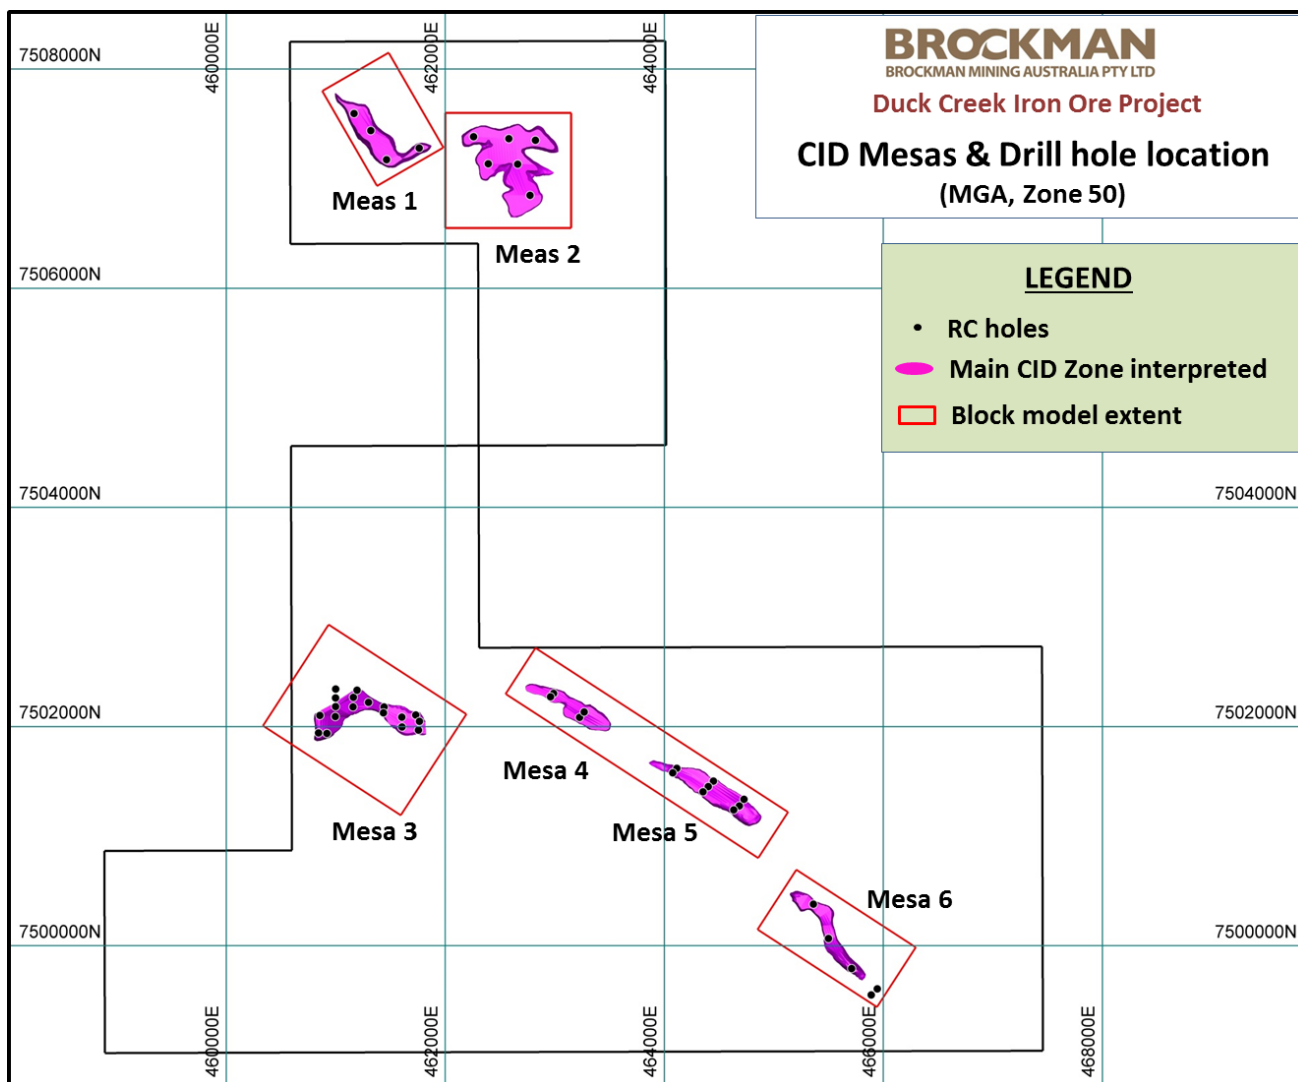 BROCKMAN
BROCKMAN MINING AUSTRALIA PTY LTD
Duck Creek Iron Ore Project
CID Mesas & Drill hole location
(MGA, Zone 50)
LEGEND
RC holes
Main CID Zone interpreted
Block model extent
460000E
462000E
464000E
7508000N
Meas 1
Meas 2
7506000N
7504000N
7504000N
7502000N
7502000N
Mesa 3
Mesa 4
Mesa 5
Mesa 6
7500000N
7500000N
460000E
462000E
464000E
466000E
468000E